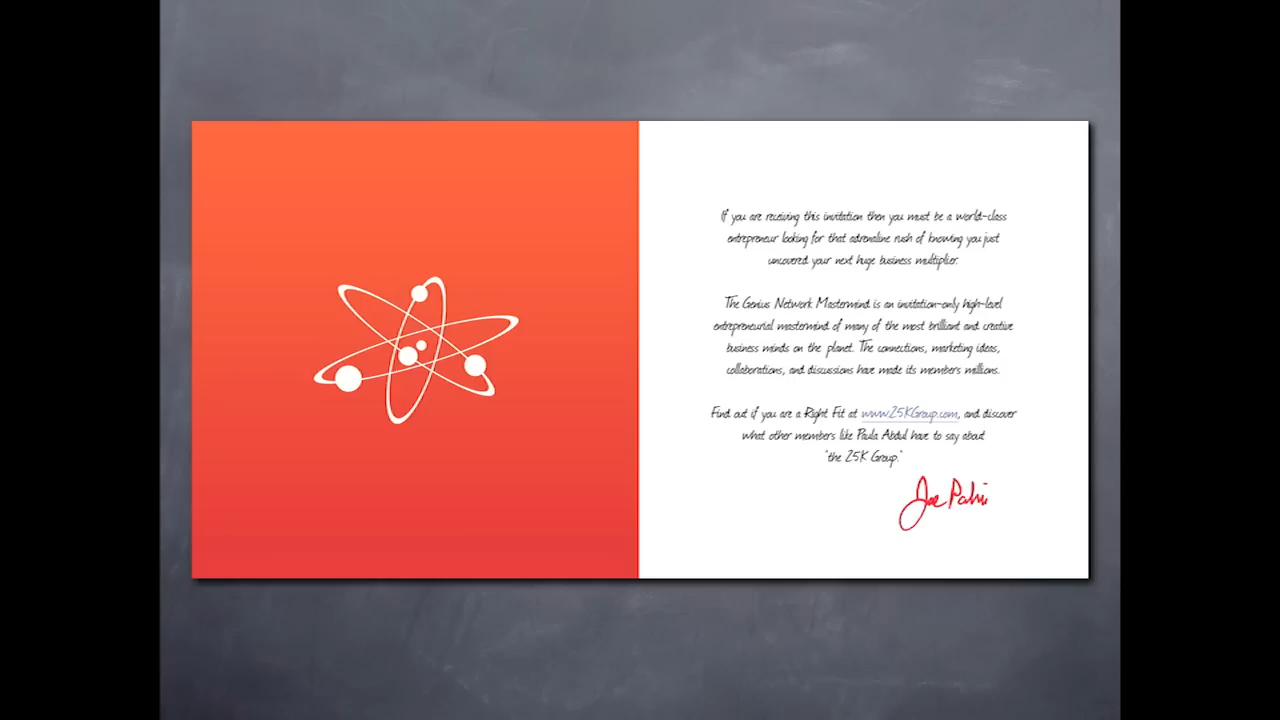 If you are receiving this invitation then you must be a world-class
entrepreneur looking for that adrenaline rush of knowing you just
uncovered your next huge business multiplier.
The Genius Network Mastermind is an invitation-only high-level
entrepreneurial mastermind of many of the most brilliant and creative
business minds on the planet. The connections, marketing ideas,
collaborations, and discussions have made its members millions.
Find out if you are a Right Fit at www.25KGroup.com, and discover
what other members like Paula Abdul have to say about
"the 25K Group."
Joe Polish